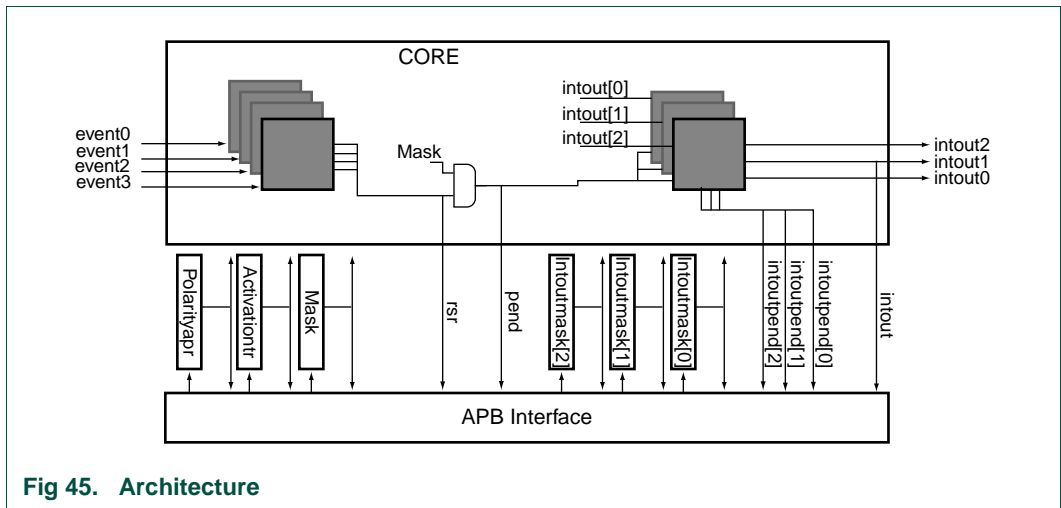 CORE
event0
event1
event2
event3
Mask
intout[0]
intout[1]
intout[2]
intout2
intout1
intout0
Polarityapr
Activationtr
Mask
rsr
pend
Intoutmask[2]
Intoutmask[1]
Intoutmask[0]
intoutpend[2]
intoutpend[1]
intoutpend[0]
intout
APB Interface
Fig 45. Architecture